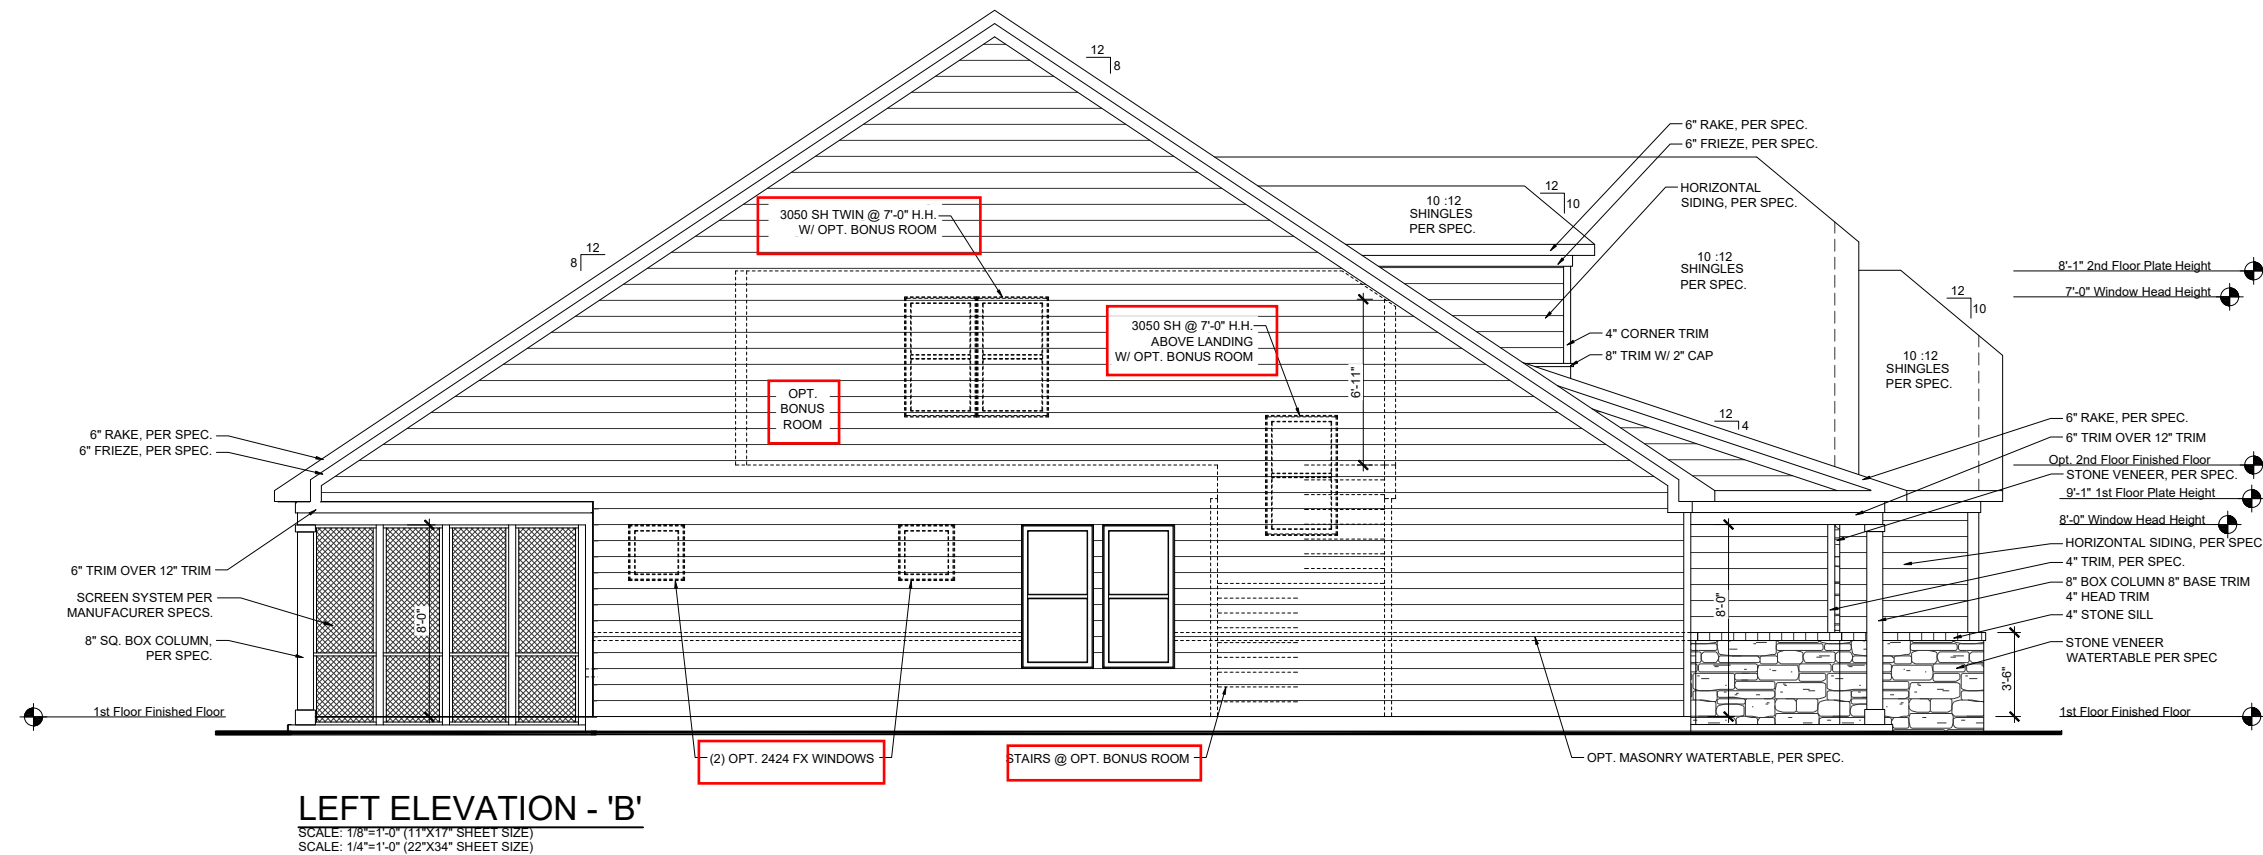 12
8
6" RAKE, PER SPEC.
6" FRIEZE, PER SPEC.
HORIZONTAL
SIDING, PER SPEC.
12
10
10 :12
SHINGLES
PER SPEC.
3050 SH TWIN @ 7'-0" H.H.
W/ OPT. BONUS ROOM
12
8
10 :12
SHINGLES
PER SPEC.
8'-1" 2nd Floor Plate Height
7'-0" Window Head Height
12
10
3050 SH @ 7'-0" H.H.
ABOVE LANDING
W/ OPT. BONUS ROOM
4" CORNER TRIM
8" TRIM W/ 2" CAP
10 :12
SHINGLES
PER SPEC.
6'-11"
OPT.
BONUS
ROOM
12
4
6" RAKE, PER SPEC.
6" FRIEZE, PER SPEC.
6" RAKE, PER SPEC.
6" TRIM OVER 12" TRIM
Opt. 2nd Floor Finished Floor
STONE VENEER, PER SPEC.
9'-1" 1st Floor Plate Height
8'-0" Window Head Height
HORIZONTAL SIDING, PER SPEC
4" TRIM, PER SPEC.
8" BOX COLUMN 8" BASE TRIM
4" HEAD TRIM
4" STONE SILL
STONE VENEER
WATERTABLE PER SPEC
6" TRIM OVER 12" TRIM
SCREEN SYSTEM PER
MANUFACURER SPECS.
8" SQ. BOX COLUMN,
PER SPEC.
8'-0"
8'-0"
3'-6"
1st Floor Finished Floor
1st Floor Finished Floor
(2) OPT. 2424 FX WINDOWS
STAIRS @ OPT. BONUS ROOM
OPT. MASONRY WATERTABLE, PER SPEC.
LEFT ELEVATION - 'B'
SCALE: 1/8"=1'-0" (11"X17" SHEET SIZE)
SCALE: 1/4"=1'-0" (22"X34" SHEET SIZE)